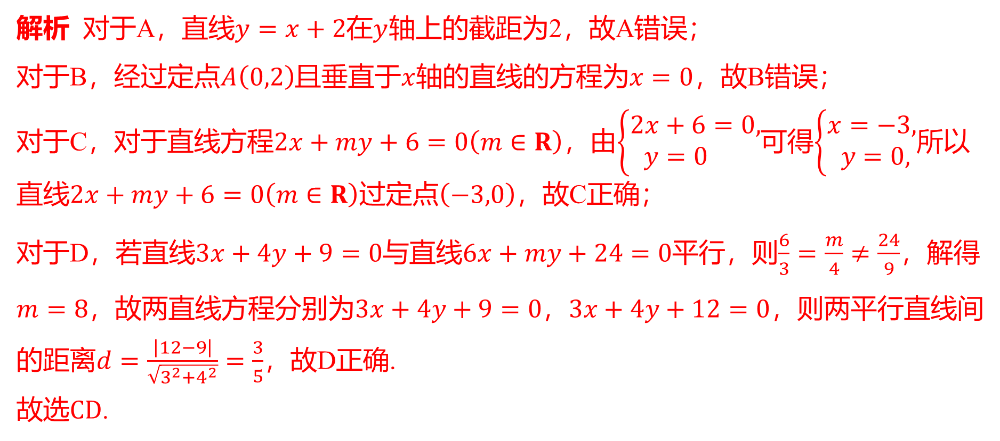 解析 对于A，直线$y=x+2$在$y$轴上的截距为2，故A错误；
对于B，经过定点$A(0,2)$且垂直于$x$轴的直线的方程为$x=0$，故B错误；
对于C，对于直线方程$2x+my+6=0(m\in\mathbf{R})$，由$\begin{cases}2x+6=0,\\y=0\end{cases}$可得$\begin{cases}x=-3,\\y=0,\end{cases}$所以
直线$2x+my+6=0(m\in\mathbf{R})$过定点$(-3,0)$，故C正确；
对于D，若直线$3x+4y+9=0$与直线$6x+my+24=0$平行，则$\frac{6}{3}=\frac{m}{4}\neq\frac{24}{9}$，解得
$m=8$，故两直线方程分别为$3x+4y+9=0$，$3x+4y+12=0$，则两平行直线间
的距离$d=\frac{|12-9|}{\sqrt{3^2+4^2}}=\frac{3}{5}$，故D正确.
故选CD.